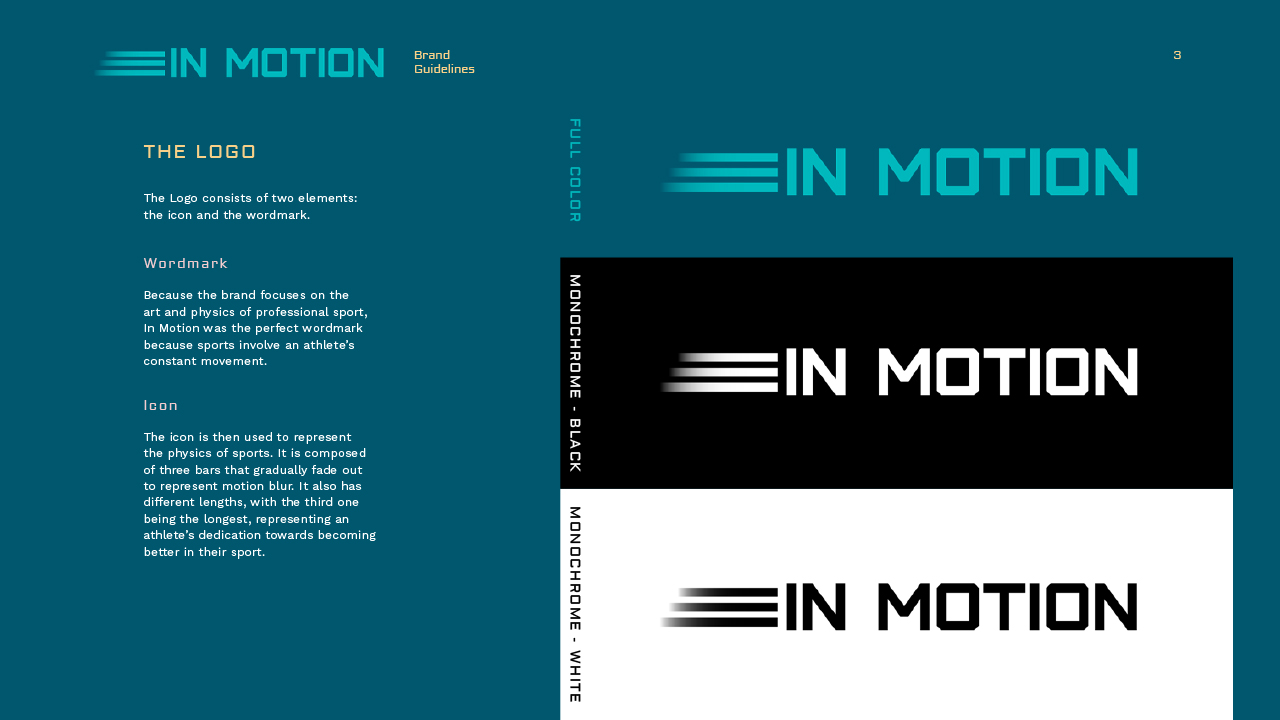 IN MOTION
Brand
Guidelines
3
THE LOGO
The Logo consists of two elements:
the icon and the wordmark.
Wordmark
Because the brand focuses on the
art and physics of professional sport,
In Motion was the perfect wordmark
because sports involve an athlete's
constant movement.
Icon
The icon is then used to represent
the physics of sports. It is composed
of three bars that gradually fade out
to represent motion blur. It also has
different lengths, with the third one
being the longest, representing an
athlete's dedication towards becoming
better in their sport.
FULL COLOR
IN MOTION
MONOCHROME - BLACK
IN MOTION
MONOCHROME - WHITE
IN MOTION